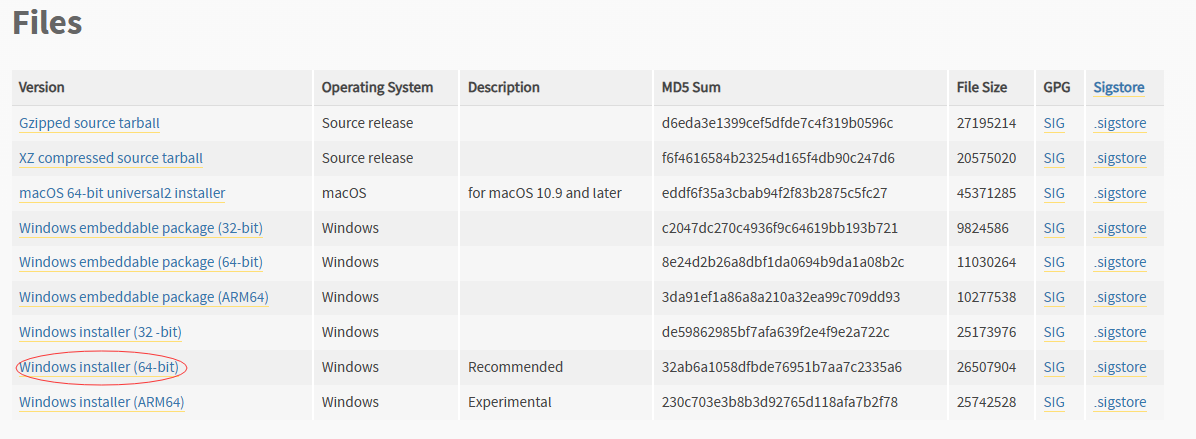 Files
Version Operating System Description MD5 Sum File Size GPG Sigstore
Gzipped source tarball Source release d6eda3e1399cef5dfde7c4f319b0596c 27195214 SIG .sigstore
XZ compressed source tarball Source release f6f4616584b23254d165f4db90c247d6 20575020 SIG .sigstore
macOS 64-bit universal2 installer macOS for macOS 10.9 and later eddf6f35a3cbab94f2f83b2875c5fc27 45371285 SIG .sigstore
Windows embeddable package (32-bit) Windows c2047dc270c4936f9c64619bb193b721 9824586 SIG .sigstore
Windows embeddable package (64-bit) Windows 8e24d2b26a8dbf1da0694b9da1a08b2c 11030264 SIG .sigstore
Windows embeddable package (ARM64) Windows 3da91ef1a86a8a210a32ea99c709dd93 10277538 SIG .sigstore
Windows installer (32 -bit) Windows de59862985bf7afa639f2e4f9e2a722c 25173976 SIG .sigstore
Windows installer (64-bit) Windows Recommended 32ab6a1058dfbde76951b7aa7c2335a6 26507904 SIG .sigstore
Windows installer (ARM64) Windows Experimental 230c703e3b8b3d92765d118afa7b2f78 25742528 SIG .sigstore